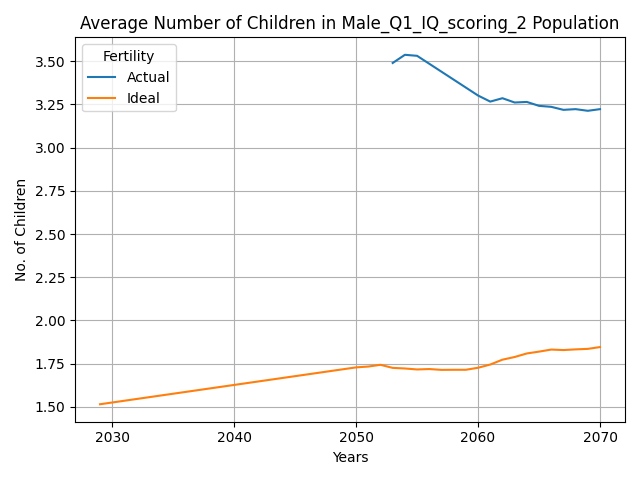 Average Number of Children in Male_Q1_IQ_scoring_2 Population
Fertility
Actual
Ideal
3.50
3.25
3.00
2.75
2.50
2.25
2.00
1.75
1.50
No. of Children
2030
2040
2050
2060
2070
Years